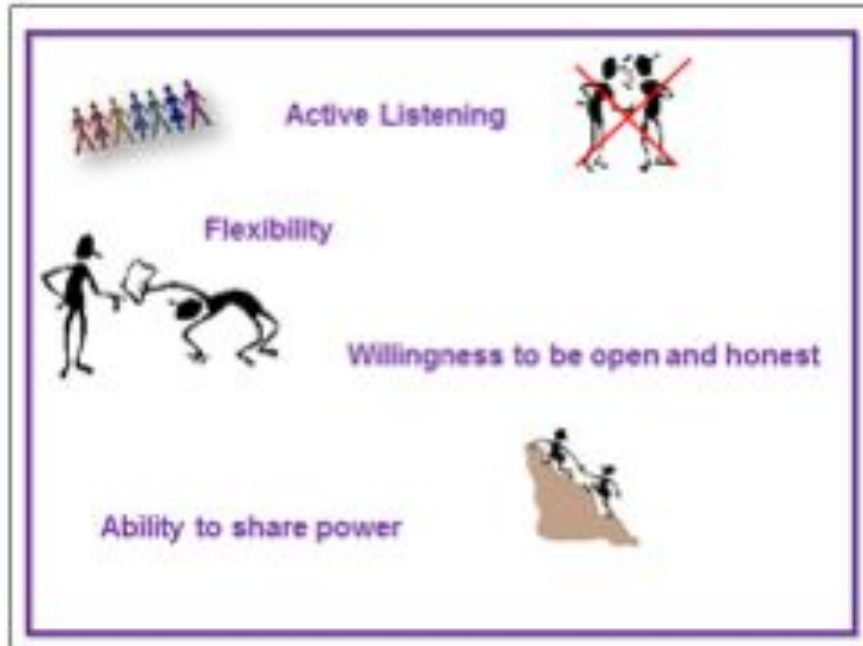 Active Listening
Flexibility
Willingness to be open and honest
Ability to share power